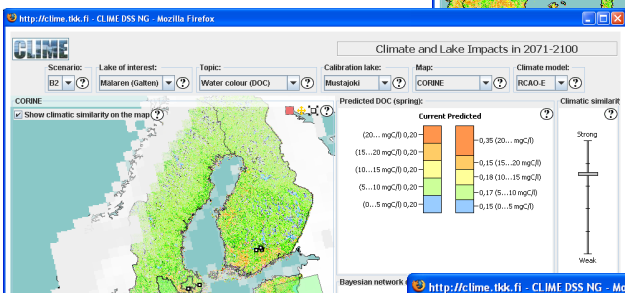 http://clime.tkk.fi - CLIME DSS NG - Mozilla Firefox
CLIME
Climate and Lake Impacts in 2071-2100
Scenario: Lake of interest: Topic: Calibration lake: Map: Climate model:
B2 ? Mälaren (Galten) ? Water colour (DOC) ? Mustajoki ? CORINE ? RCAO-E ?
CORINE
Show climatic similarity on the map ?
?
Predicted DOC (spring):
Current Predicted
?
(20... mgC/l) 0,20 0,35 (20... mgC/l)
(15...20 mgC/l) 0,20 0,15 (15...20 mgC/l)
(10...15 mgC/l) 0,20 0,18 (10...15 mgC/l)
(5...10 mgC/l) 0,20 0,17 (5...10 mgC/l)
(0...5 mgC/l) 0,20 0,15 (0...5 mgC/l)
Climatic similarit
?
Strong
Weak
Bayesian network
http://clime.tkk.fi - CLIME DSS NG - Mo